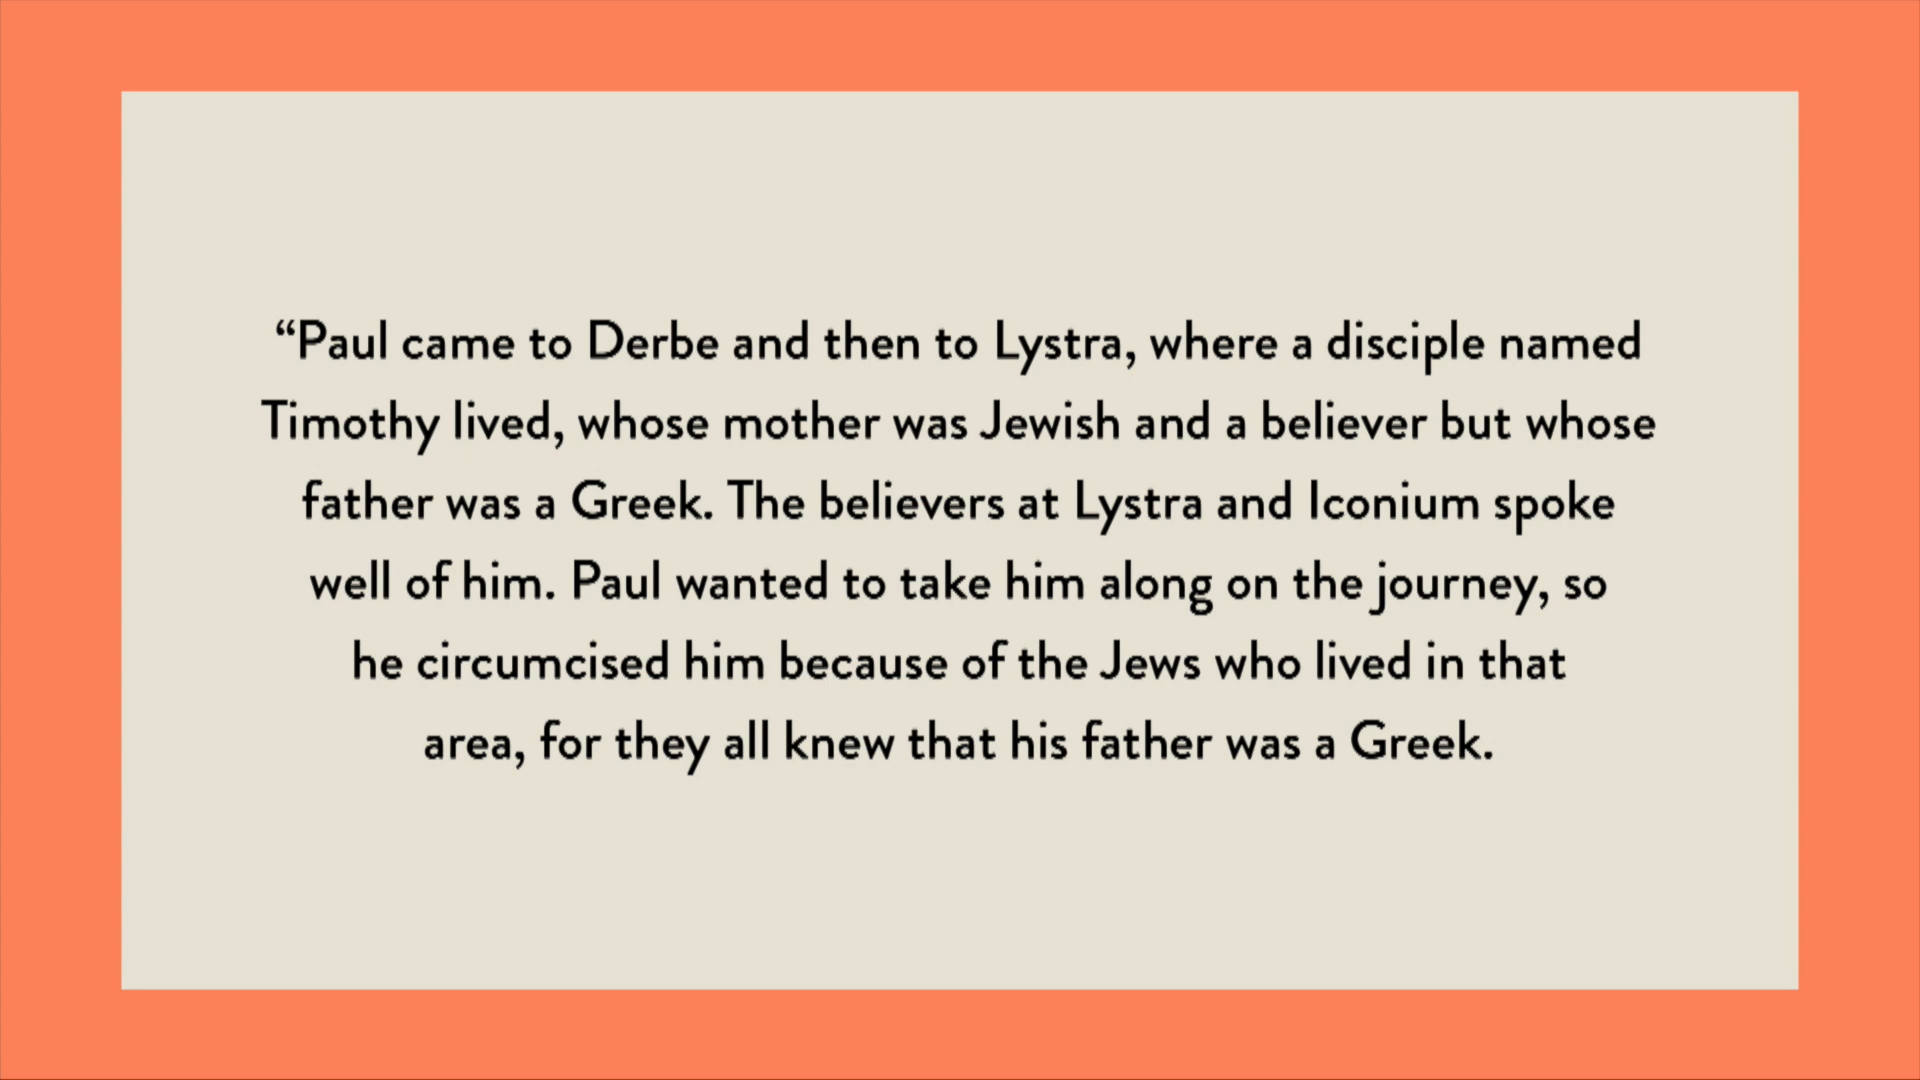 “Paul came to Derbe and then to Lystra, where a disciple named
Timothy lived, whose mother was Jewish and a believer but whose
father was a Greek. The believers at Lystra and Iconium spoke
well of him. Paul wanted to take him along on the journey, so
he circumcised him because of the Jews who lived in that
area, for they all knew that his father was a Greek.